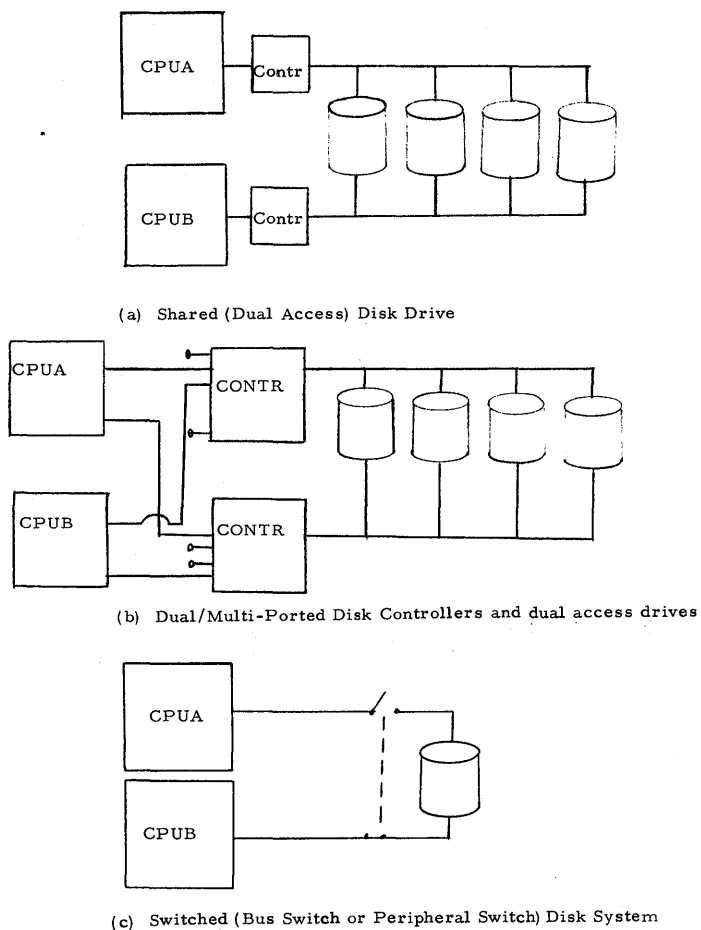 CPUA
Contr
CPUB
Contr
(a) Shared (Dual Access) Disk Drive
CPUA
CONTR
CPUB
CONTR
(b) Dual/Multi-Ported Disk Controllers and dual access drives
CPUA
CPUB
(c) Switched (Bus Switch or Peripheral Switch) Disk System